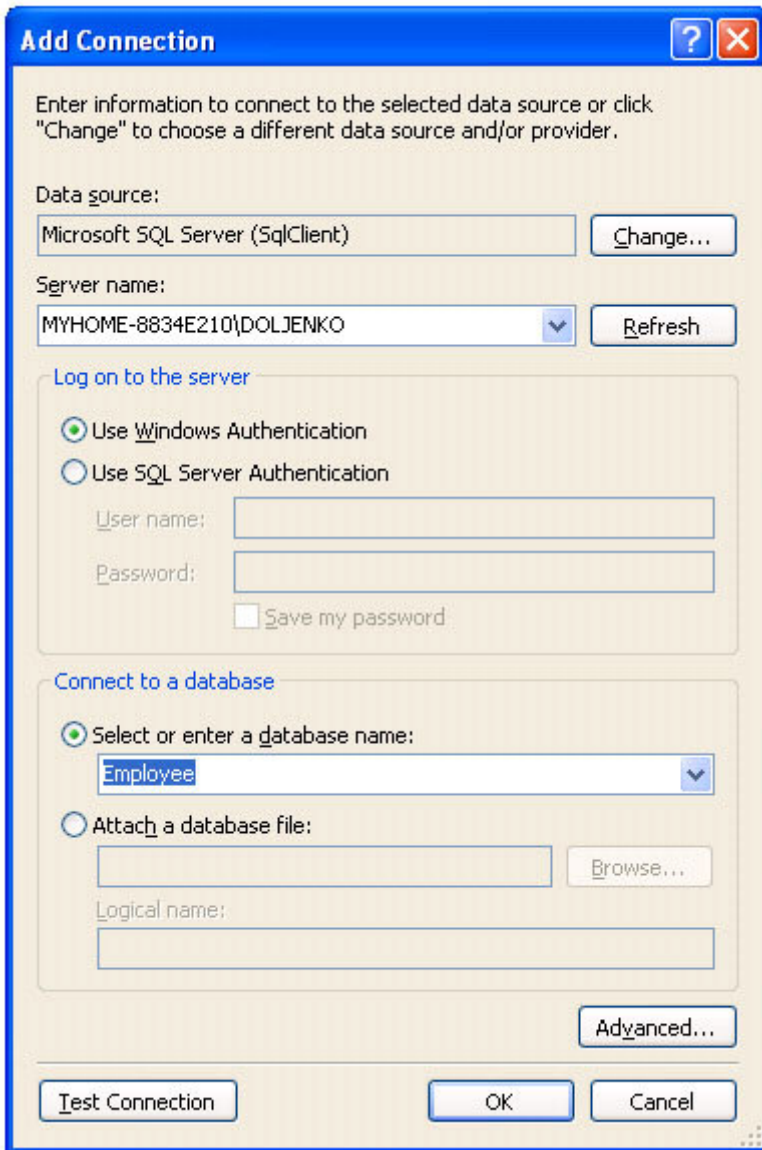 Add Connection
Enter information to connect to the selected data source or click
"Change" to choose a different data source and/or provider.
Data source:
Microsoft SQL Server (SqlClient)
Change...
Server name:
MYHOME-8834E210\DOLJENKO
Refresh
Log on to the server
Use Windows Authentication
Use SQL Server Authentication
User name:
Password:
Save my password
Connect to a database
Select or enter a database name:
Employee
Attach a database file:
Browse...
Logical name:
Advanced...
Test Connection
OK
Cancel